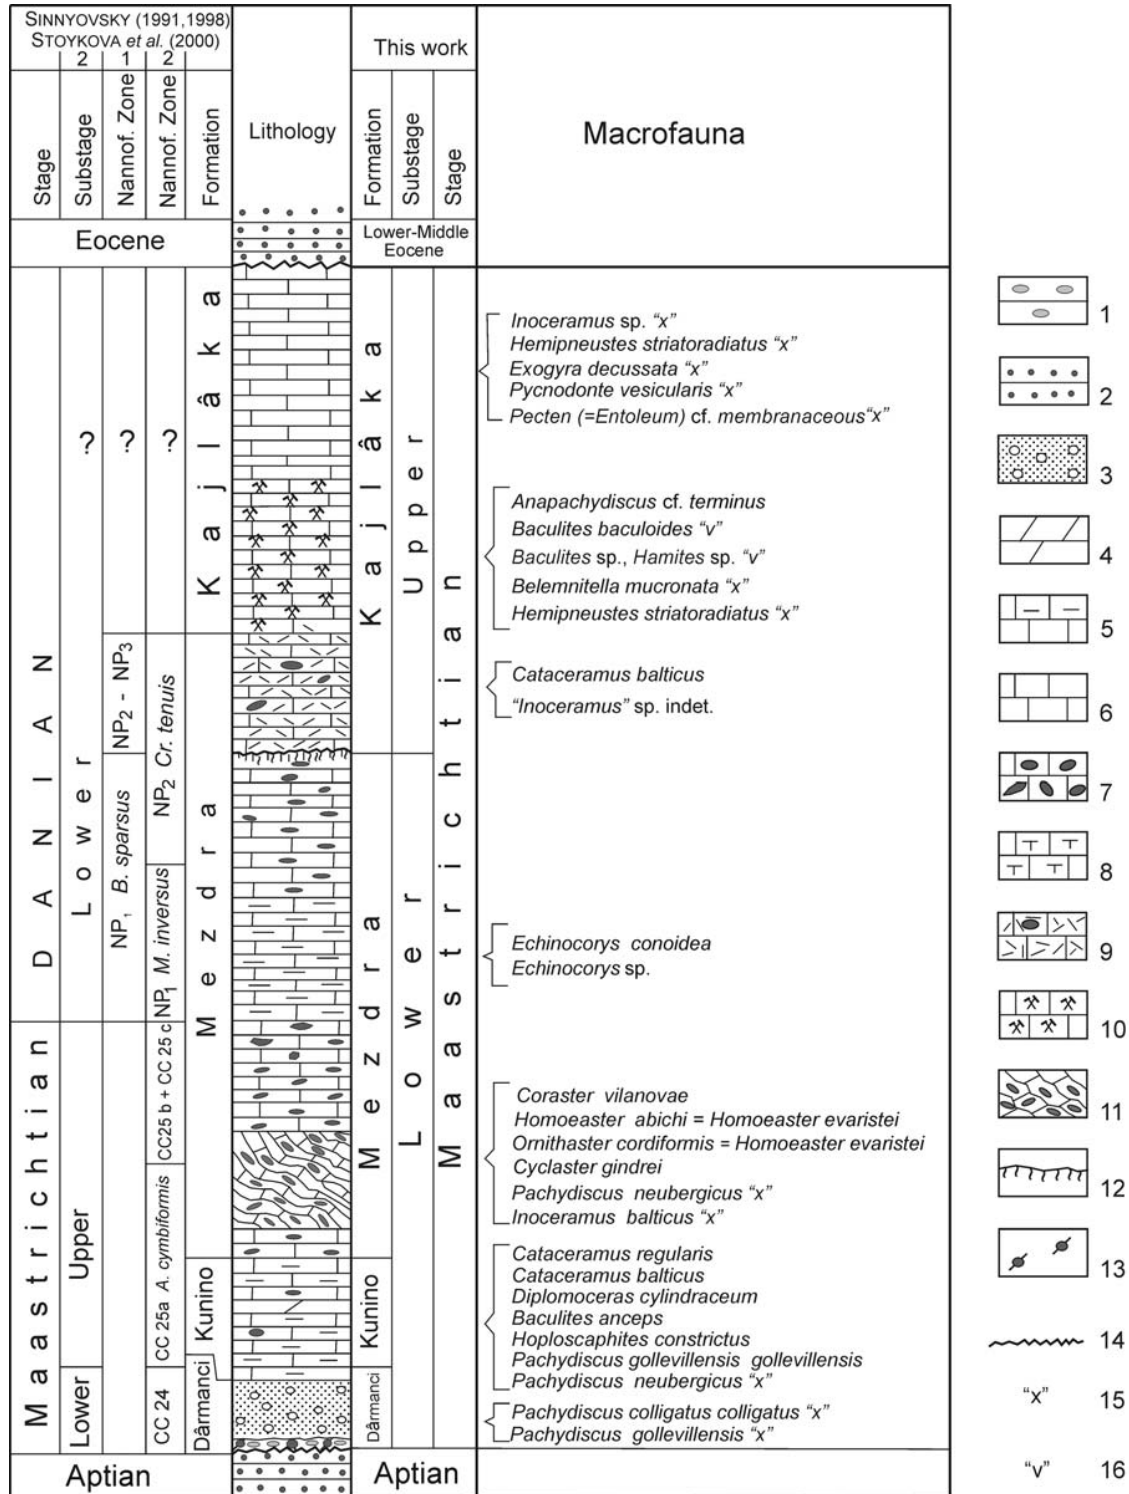 SINNYOVSKY (1991,1998)
STOYKOVA et al. (2000)
2
1
2
This work
Stage
Substage
Nannof. Zone
Nannof. Zone
Formation
Lithology
Formation
Substage
Stage
Macrofauna
Eocene
Lower-Middle
Eocene
DANIAN
Maastrichtian
?
Lower
Upper
Lower
?
NP2 - NP3
NP1 B. sparsus
?
NP2 Cr. tenuis
NP1 M. inversus
CC25 b + CC 25 c
CC 25a A. cymbiformis
CC 24
Kajlâka
Mezdra
Kunino
Dârmanci
Kajlâka
Mezdra
Kunino
Dârmanci
Upper
Lower
Maastrichtian
Aptian
Aptian
Inoceramus sp. “x”
Hemipneustes striatoradiatus “x”
Exogyra decussata “x”
Pycnodonte vesicularis “x”
Pecten (=Entoleum) cf. membranaceous“x”
Anapachydiscus cf. terminus
Baculites baculoides “v”
Baculites sp., Hamites sp. “v”
Belemnitella mucronata “x”
Hemipneustes striatoradiatus “x”
Cataceramus balticus
“Inoceramus” sp. indet.
Echinocorys conoidea
Echinocorys sp.
Coraster vilanovae
Homoeaster abichi = Homoeaster evaristei
Ornithaster cordiformis = Homoeaster evaristei
Cyclaster gindrei
Pachydiscus neubergicus “x”
Inoceramus balticus “x”
Cataceramus regularis
Cataceramus balticus
Diplomoceras cylindraceum
Baculites anceps
Hoploscaphites constrictus
Pachydiscus gollevillensis gollevillensis
Pachydiscus neubergicus “x”
Pachydiscus colligatus colligatus “x”
Pachydiscus gollevillensis “x”
1
2
3
4
5
6
7
8
9
10
11
12
13
14
“x” 15
“v” 16